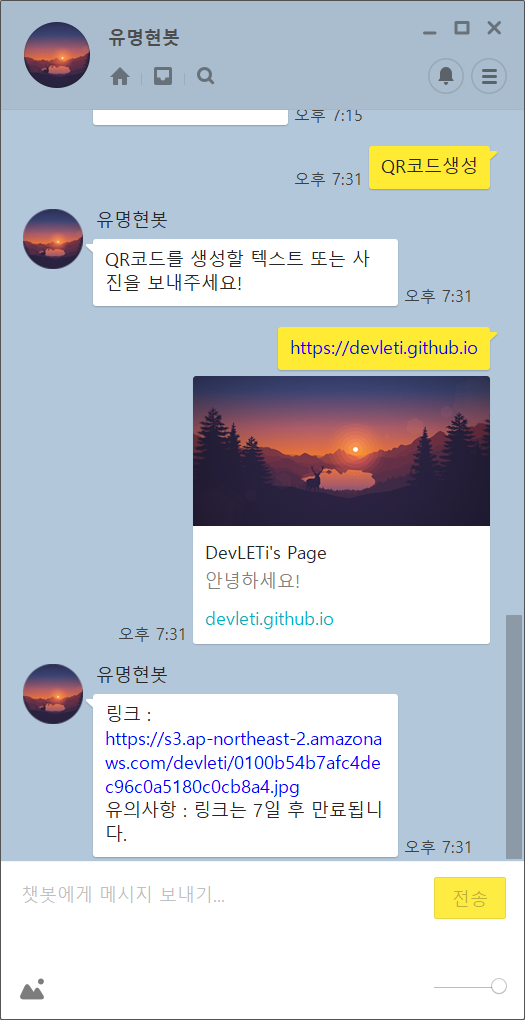 유명현봇
오후 7:15
QR코드생성
오후 7:31
유명현봇
QR코드를 생성할 텍스트 또는 사
진을 보내주세요!
오후 7:31
https://devleti.github.io
DevLETi's Page
안녕하세요!
devleti.github.io
오후 7:31
유명현봇
링크 :
https://s3.ap-northeast-2.amazona
ws.com/devleti/0100b54b7afc4de
c96c0a5180c0cb8a4.jpg
유의사항 : 링크는 7일 후 만료됩니
다.
오후 7:31
챗봇에게 메시지 보내기...
전송